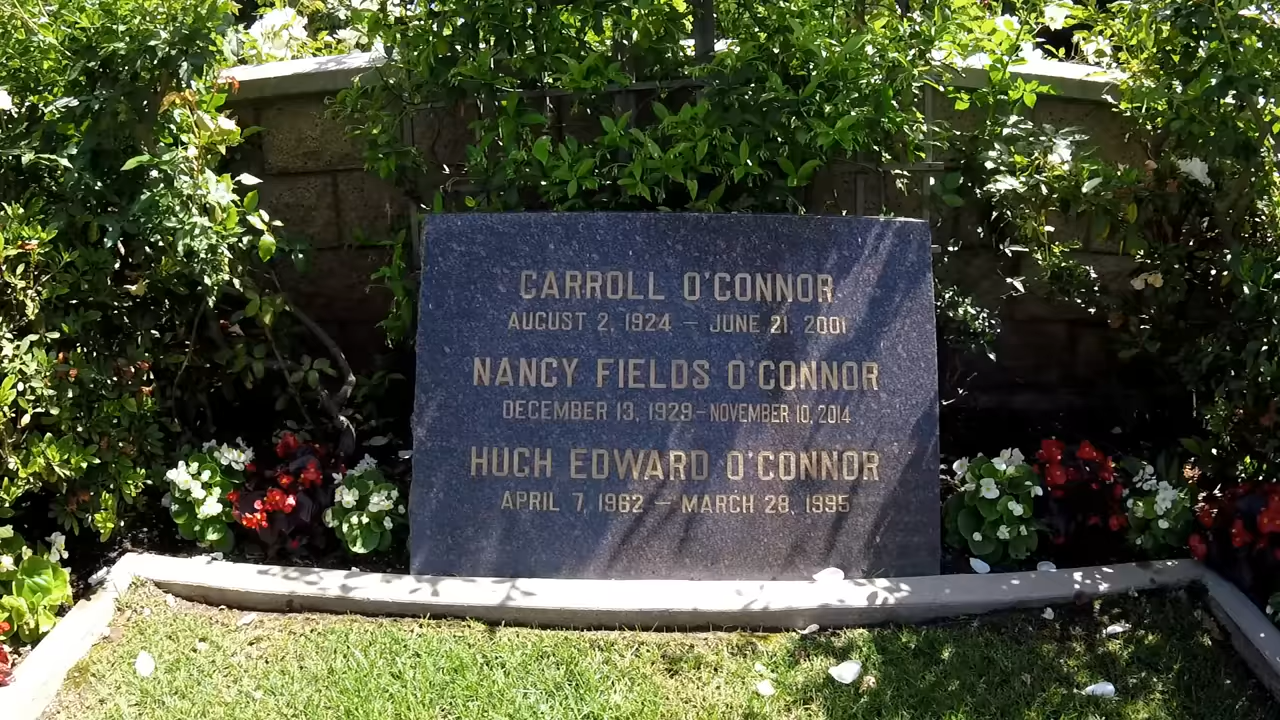 CARROLL O'CONNOR
AUGUST 2, 1924 – JUNE 21, 2001
NANCY FIELDS O'CONNOR
DECEMBER 13, 1929 – NOVEMBER 10, 2014
HUGH EDWARD O'CONNOR
APRIL 7, 1962 – MARCH 28, 1995